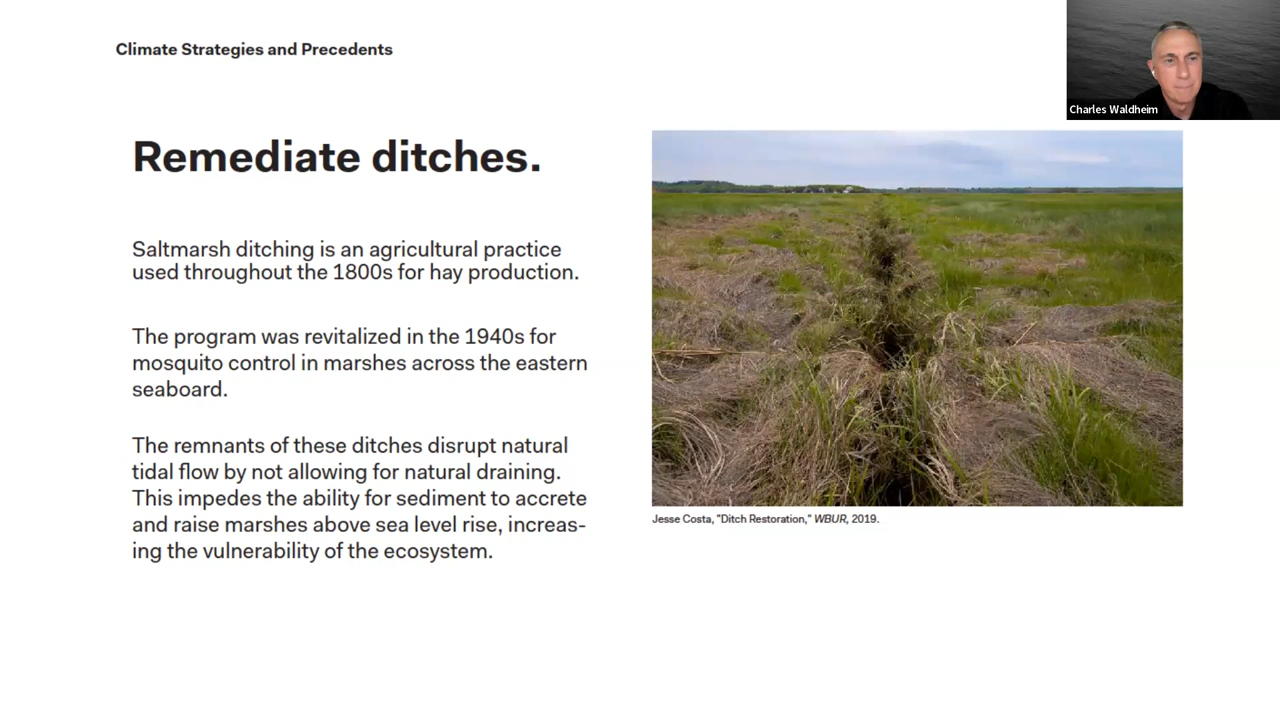 Climate Strategies and Precedents
Charles Waldheim
Remediate ditches.
Saltmarsh ditching is an agricultural practice
used throughout the 1800s for hay production.
The program was revitalized in the 1940s for
mosquito control in marshes across the eastern
seaboard.
The remnants of these ditches disrupt natural
tidal flow by not allowing for natural draining.
This impedes the ability for sediment to accrete
and raise marshes above sea level rise, increas-
ing the vulnerability of the ecosystem.
Jesse Costa, "Ditch Restoration," WBUR, 2019.